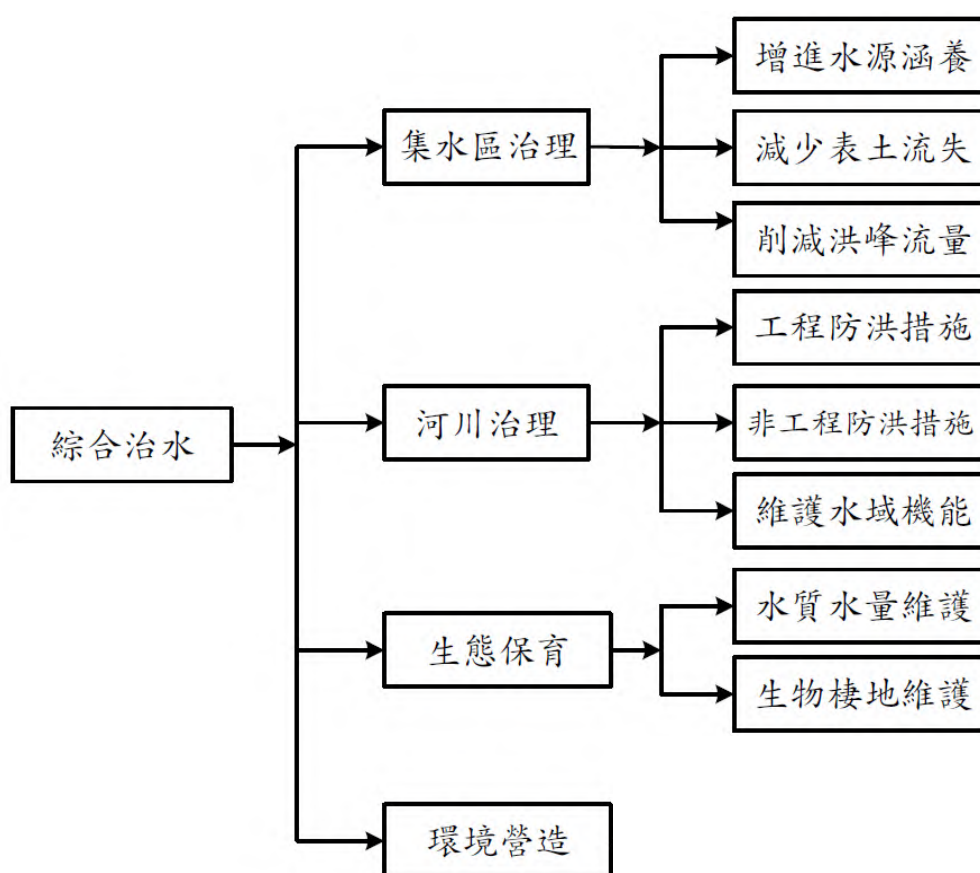 綜合治水
集水區治理
增進水源涵養
減少表土流失
削減洪峰流量
河川治理
工程防洪措施
非工程防洪措施
維護水域機能
生態保育
水質水量維護
生物棲地維護
環境營造